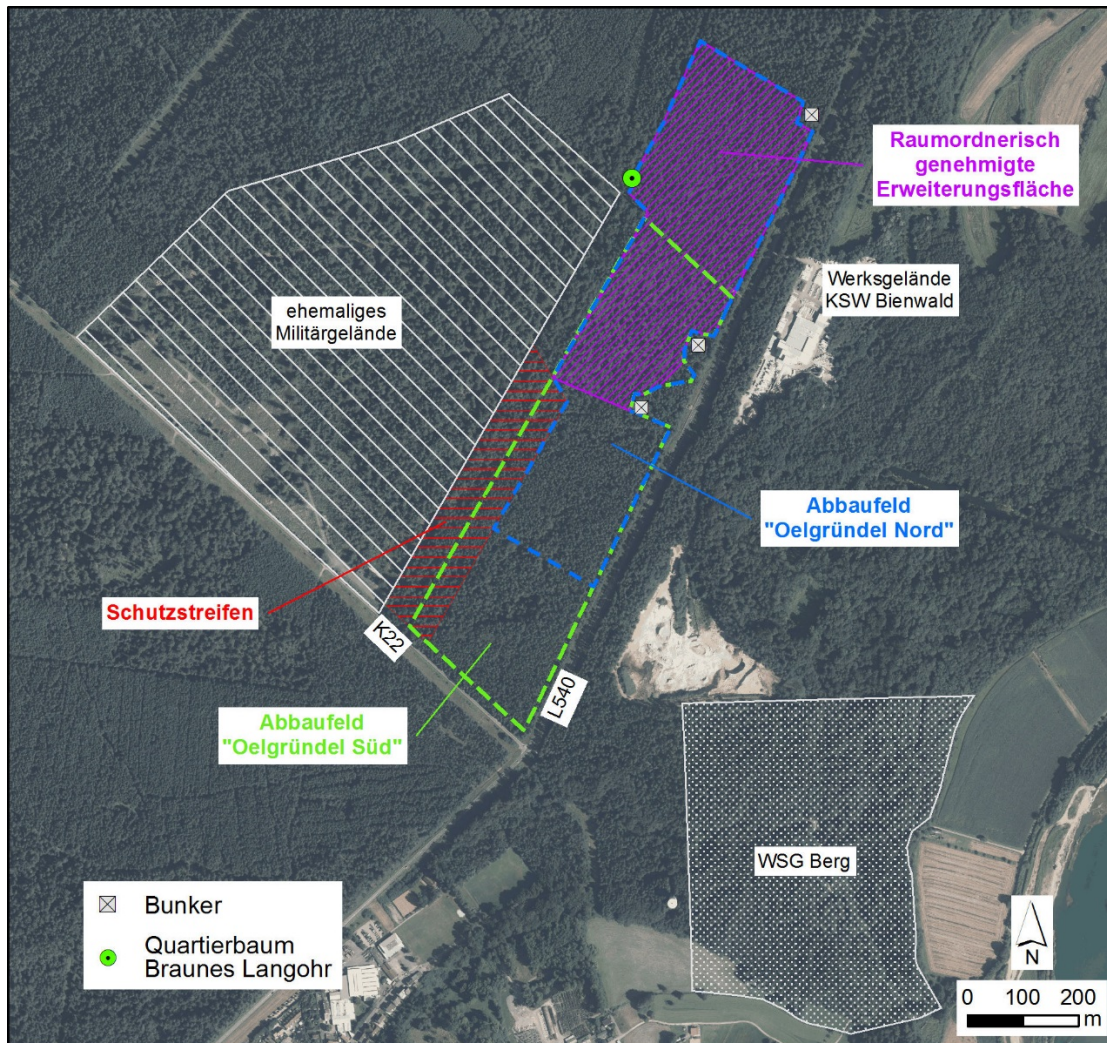 Raumordnerisch
genehmigte
Erweiterungsfläche
Werksgelände
KSW Bienwald
ehemaliges
Militärgelände
Abbaufeld
"Oelgründel Nord"
Schutzstreifen
K22
L540
Abbaufeld
"Oelgründel Süd"
WSG Berg
Bunker
Quartierbaum
Braunes Langohr
N
0 100 200
m